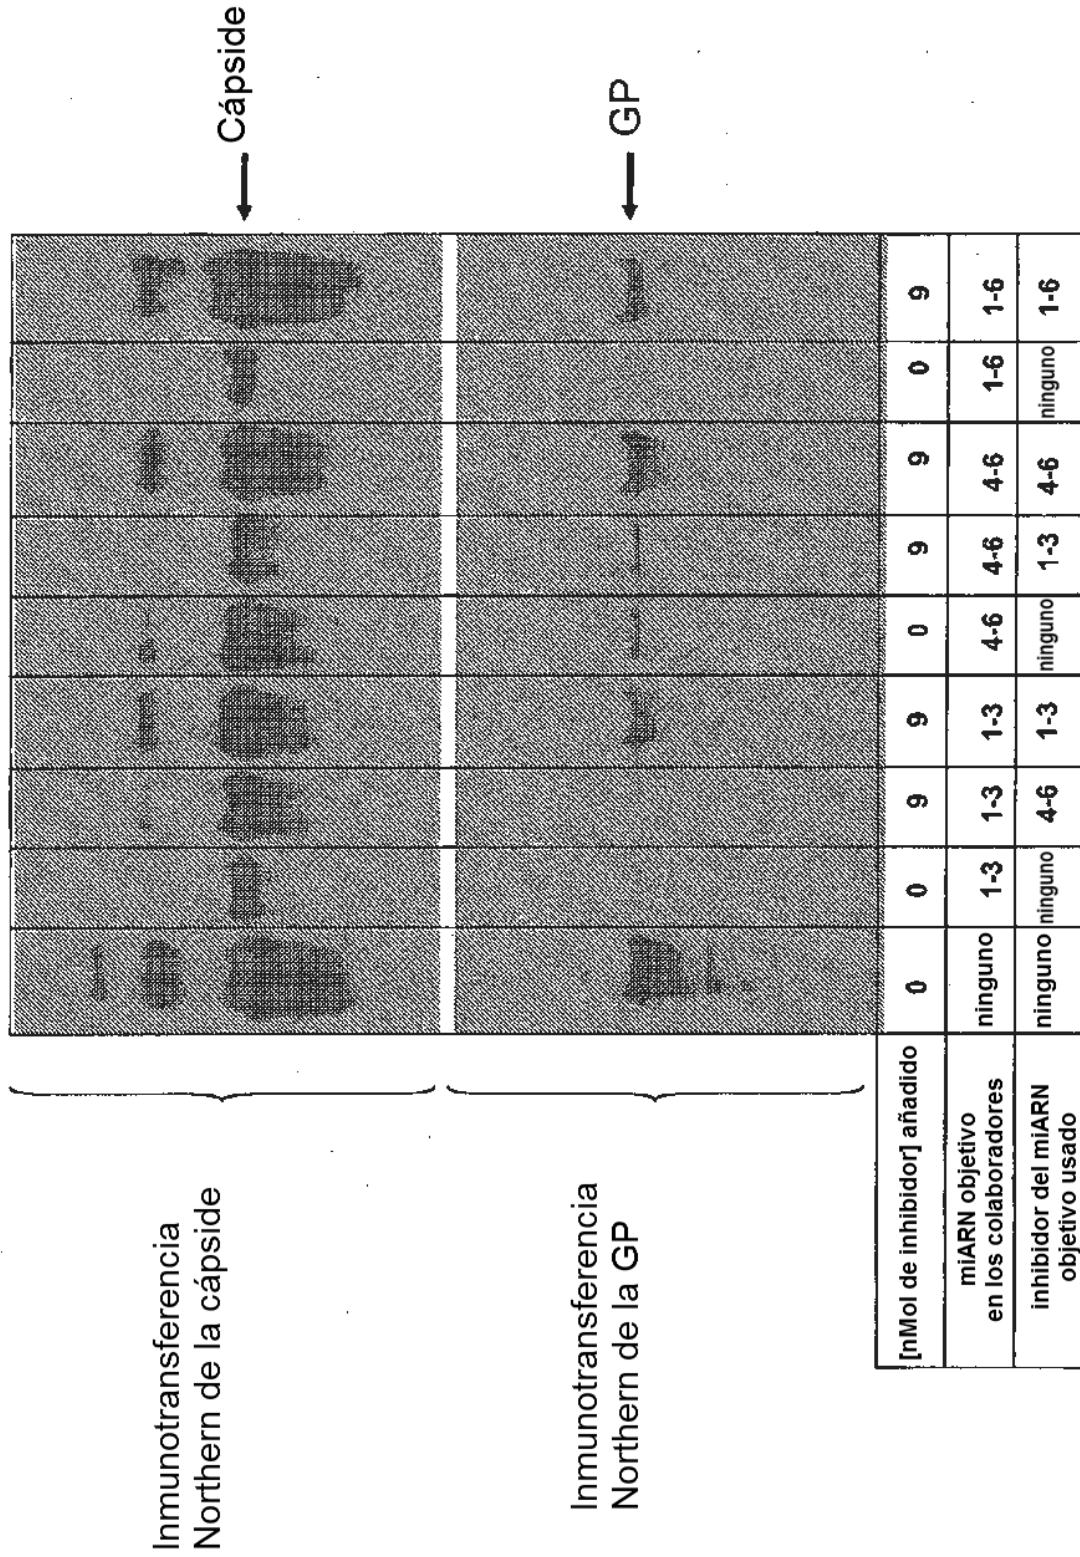 Inmunotransferencia
Northern de la cápside
Cápside
Inmunotransferencia
Northern de la GP
GP
[nMol de inhibidor] añadido 0 0 9 9 0 9 9 0 9
miARN objetivo
en los colaboradores
ninguno 1-3 1-3 1-3 4-6 4-6 4-6 1-6 1-6
inhibidor del miARN
objetivo usado
ninguno ninguno 4-6 1-3 ninguno 1-3 4-6 ninguno 1-6